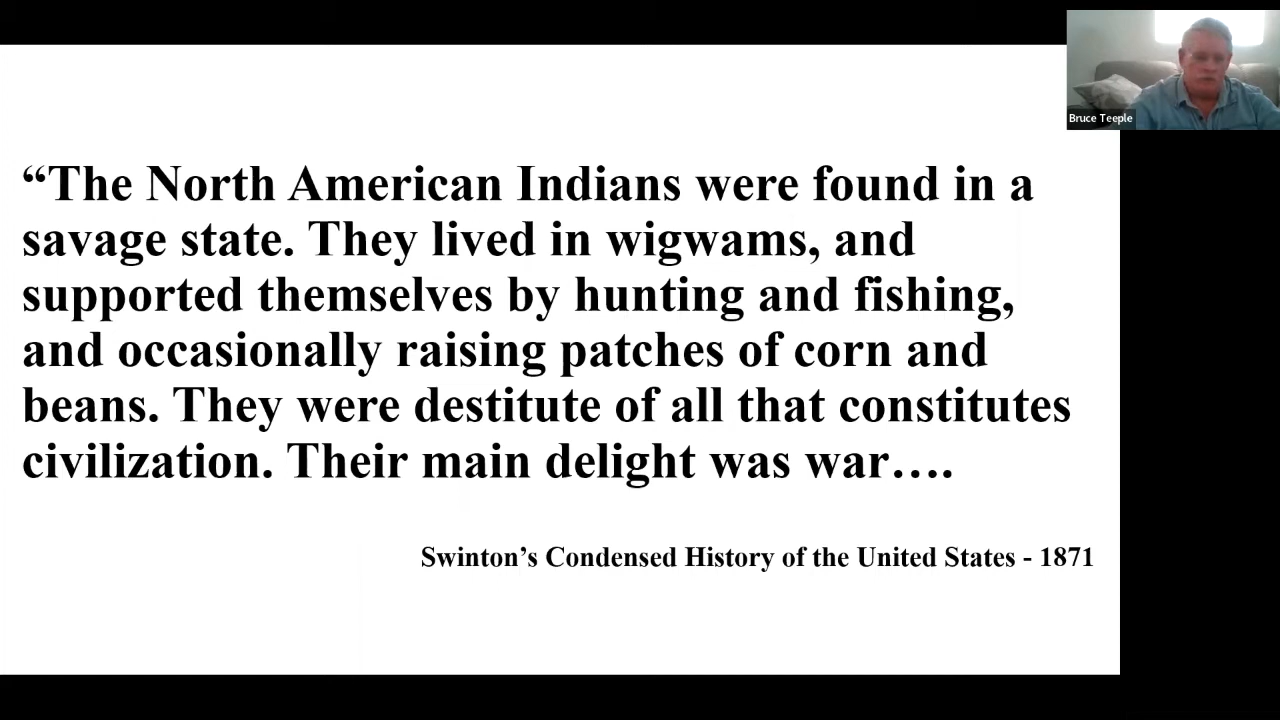 Bruce Teeple
“The North American Indians were found in a
savage state. They lived in wigwams, and
supported themselves by hunting and fishing,
and occasionally raising patches of corn and
beans. They were destitute of all that constitutes
civilization. Their main delight was war….
Swinton’s Condensed History of the United States - 1871